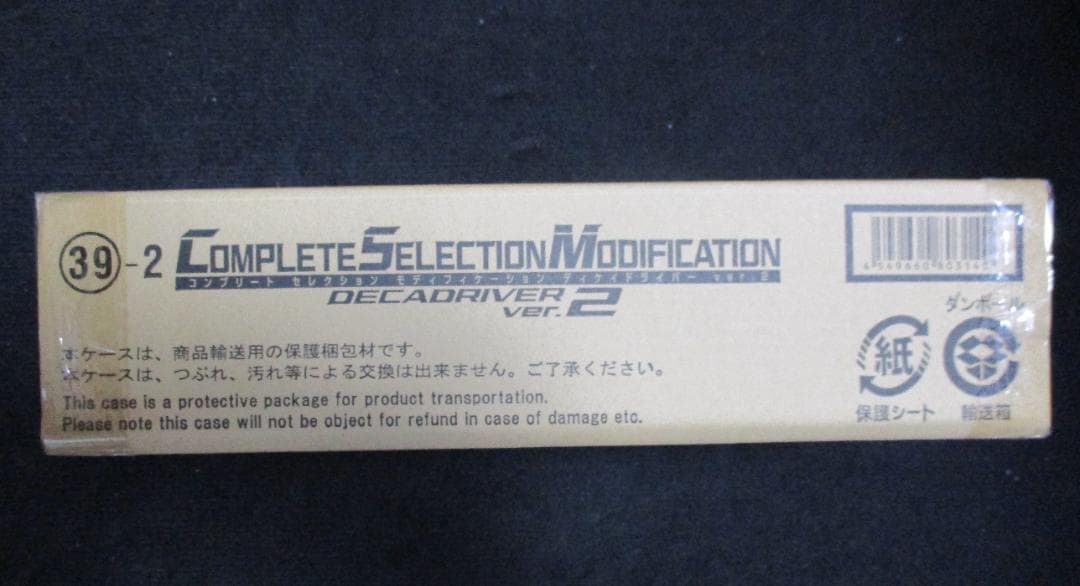 39-2
COMPLETE SELECTION MODIFICATION
コンプリート セレクション モディフィケーション ディケイドライバー ver.2
DECADRIVER
ver.2
本ケースは、商品輸送用の保護梱包材です。
本ケースは、つぶれ、汚れ等による交換は出来ません。ご了承ください。
This case is a protective package for product transportation.
Please note this case will not be object for refund in case of damage etc.
ダンボール
紙
保護シート
輸送箱